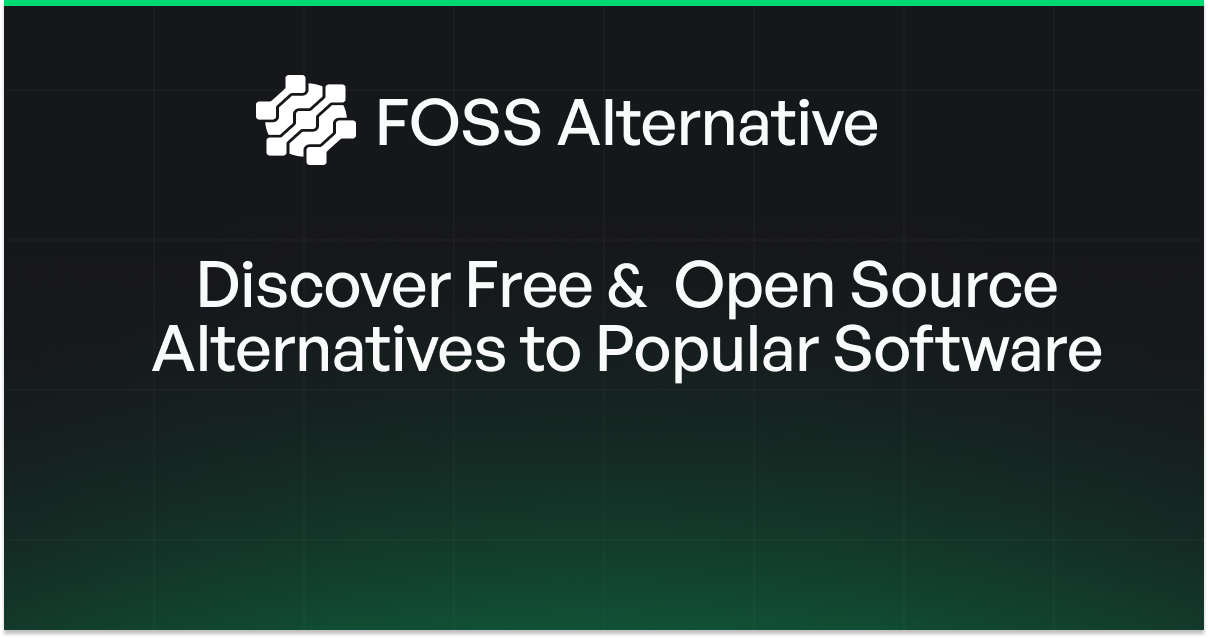 FOSS Alternative
Discover Free & Open Source
Alternatives to Popular Software